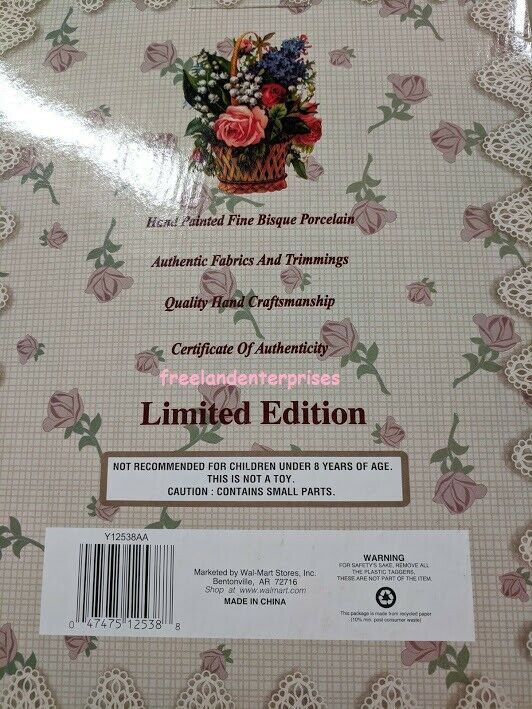 Hand Painted Fine Bisque Porcelain
Authentic Fabrics And Trimmings
Quality Hand Craftsmanship
Certificate Of Authenticity
freelandenterprises
Limited Edition
NOT RECOMMENDED FOR CHILDREN UNDER 8 YEARS OF AGE.
THIS IS NOT A TOY.
CAUTION : CONTAINS SMALL PARTS.
Y12538AA
0 47475 12538 8
Marketed by Wal-Mart Stores, Inc.
Bentonville, AR 72716
Shop at www.walmart.com
MADE IN CHINA
WARNING
FOR SAFETY'S SAKE, REMOVE ALL
THE PLASTIC TAGGERS,
THESE ARE NOT PART OF THE ITEM.
This package is made from recycled paper
(10% min. post consumer waste)